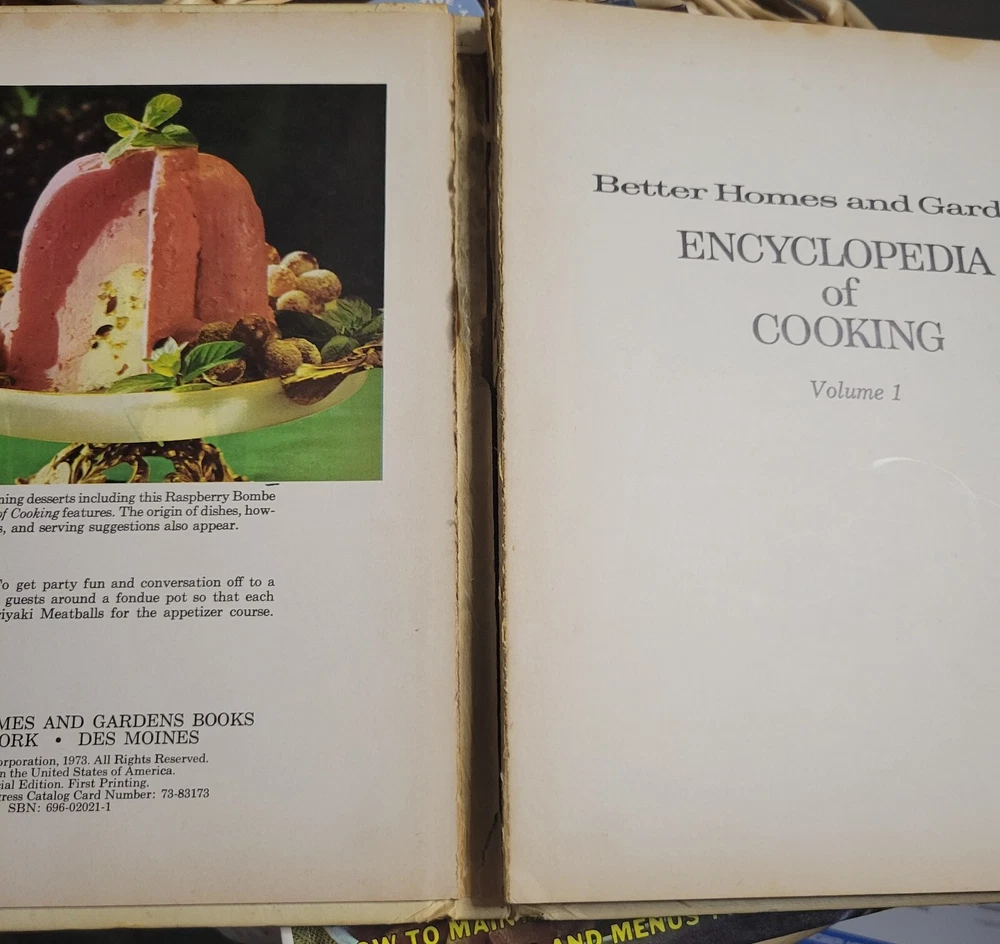 ning desserts including this Raspberry Bombe
of Cooking features. The origin of dishes, how-
s, and serving suggestions also appear.
o get party fun and conversation off to a
guests around a fondue pot so that each
iyaki Meatballs for the appetizer course.
MES AND GARDENS BOOKS
ORK • DES MOINES
orporation, 1973. All Rights Reserved.
n the United States of America.
ial Edition. First Printing.
ress Catalog Card Number: 73-83173
SBN: 696-02021-1
Better Homes and Gard
ENCYCLOPEDIA
of
COOKING
Volume 1
OW TO MAIN
AND MENUS